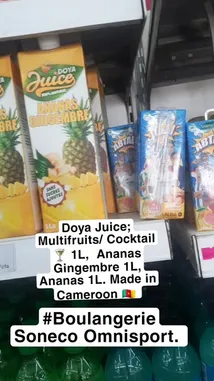 DOYA
Juice
ANANAS
GINGEMBRE
SANS
SUCRES
AJOUTÉS
Doya Juice;
Multifruits/ Cocktail
🍸 1L, Ananas
Gingembre 1L,
Ananas 1L. Made in
Cameroon 🇨🇲
#Boulangerie
Soneco Omnisport.